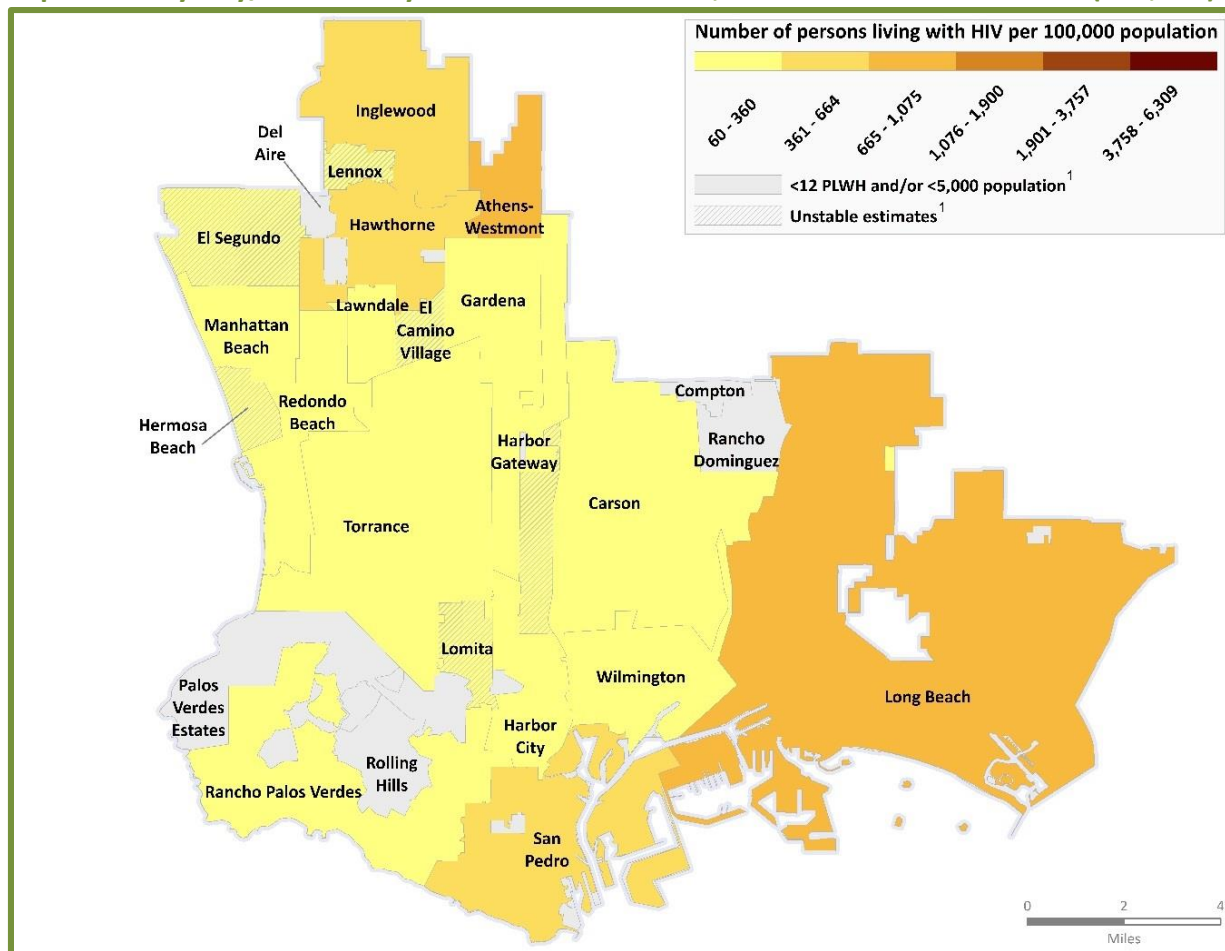 Number of persons living with HIV per 100,000 population
60 - 360
361 - 664
665 - 1,075
1,076 - 1,900
1,901 - 3,757
3,758 - 6,309
<12 PLWH and/or <5,000 population1
Unstable estimates1
Inglewood
Del
Aire
Lennox
Athens-
Westmont
Hawthorne
El Segundo
Gardena
Lawndale
El
Camino
Village
Manhattan
Beach
Compton
Redondo
Beach
Hermosa
Beach
Harbor
Gateway
Rancho
Dominguez
Carson
Torrance
Lomita
Wilmington
Palos
Verdes
Estates
Long Beach
Harbor
City
Rolling
Hills
Rancho Palos Verdes
San
Pedro
0 2 4
Miles